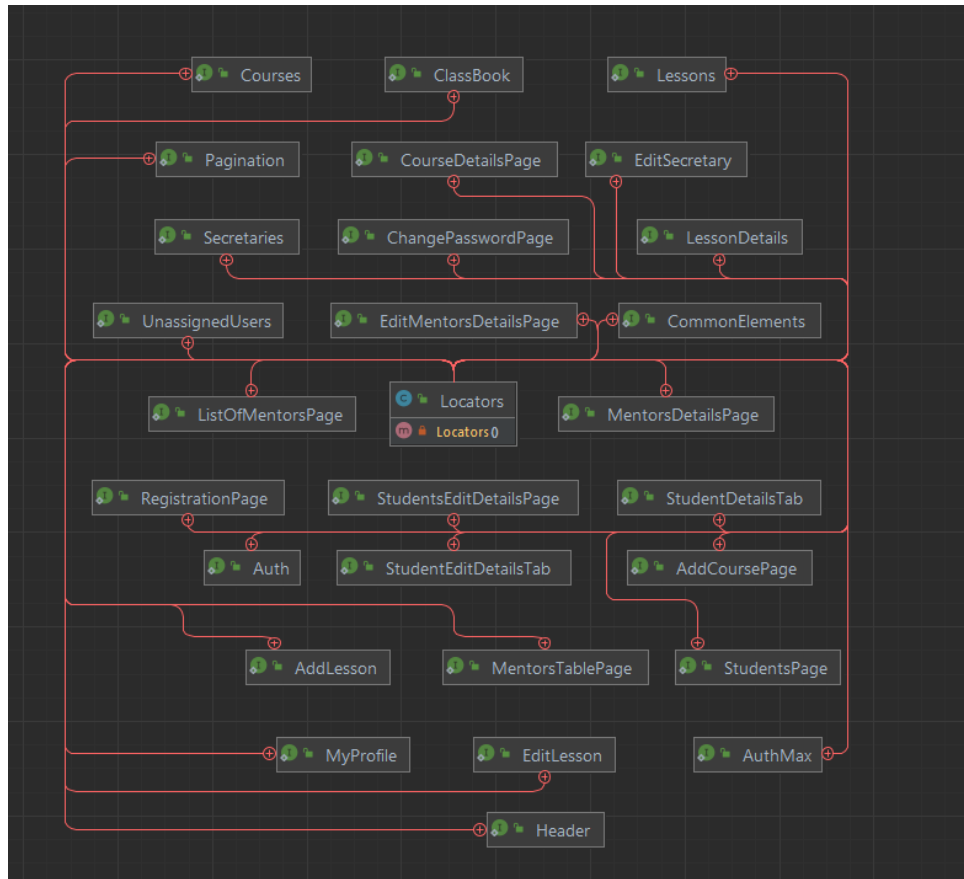 Courses
ClassBook
Lessons
Pagination
CourseDetailsPage
EditSecretary
Secretaries
ChangePasswordPage
LessonDetails
UnassignedUsers
EditMentorsDetailsPage
CommonElements
ListOfMentorsPage
Locators
Locators()
MentorsDetailsPage
RegistrationPage
StudentsEditDetailsPage
StudentDetailsTab
Auth
StudentEditDetailsTab
AddCoursePage
AddLesson
MentorsTablePage
StudentsPage
MyProfile
EditLesson
AuthMax
Header